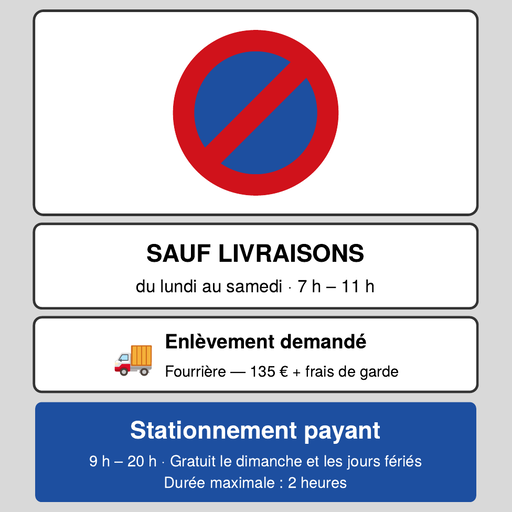 SAUF LIVRAISONS
du lundi au samedi · 7 h – 11 h
Enlèvement demandé
Fourrière — 135 € + frais de garde
Stationnement payant
9 h – 20 h · Gratuit le dimanche et les jours fériés
Durée maximale : 2 heures